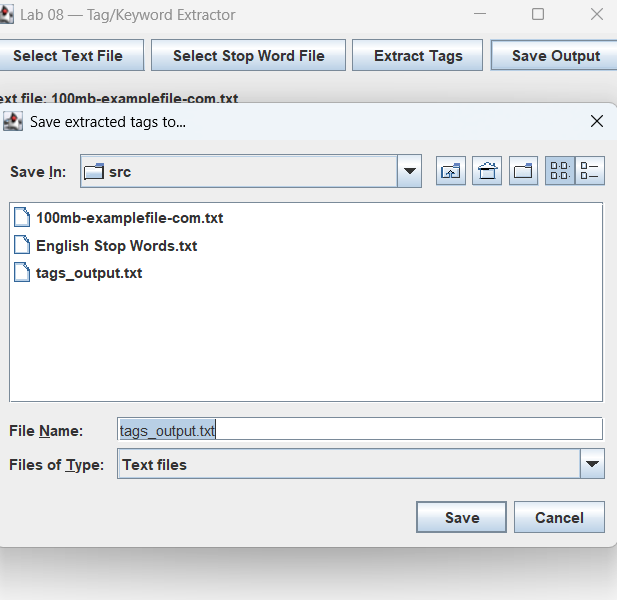 Lab 08 — Tag/Keyword Extractor
Select Text File Select Stop Word File Extract Tags Save Output
file: 100mb-examplefile-com.txt
Save extracted tags to...
Save In: src
100mb-examplefile-com.txt
English Stop Words.txt
tags_output.txt
File Name: tags_output.txt
Files of Type: Text files
Save Cancel